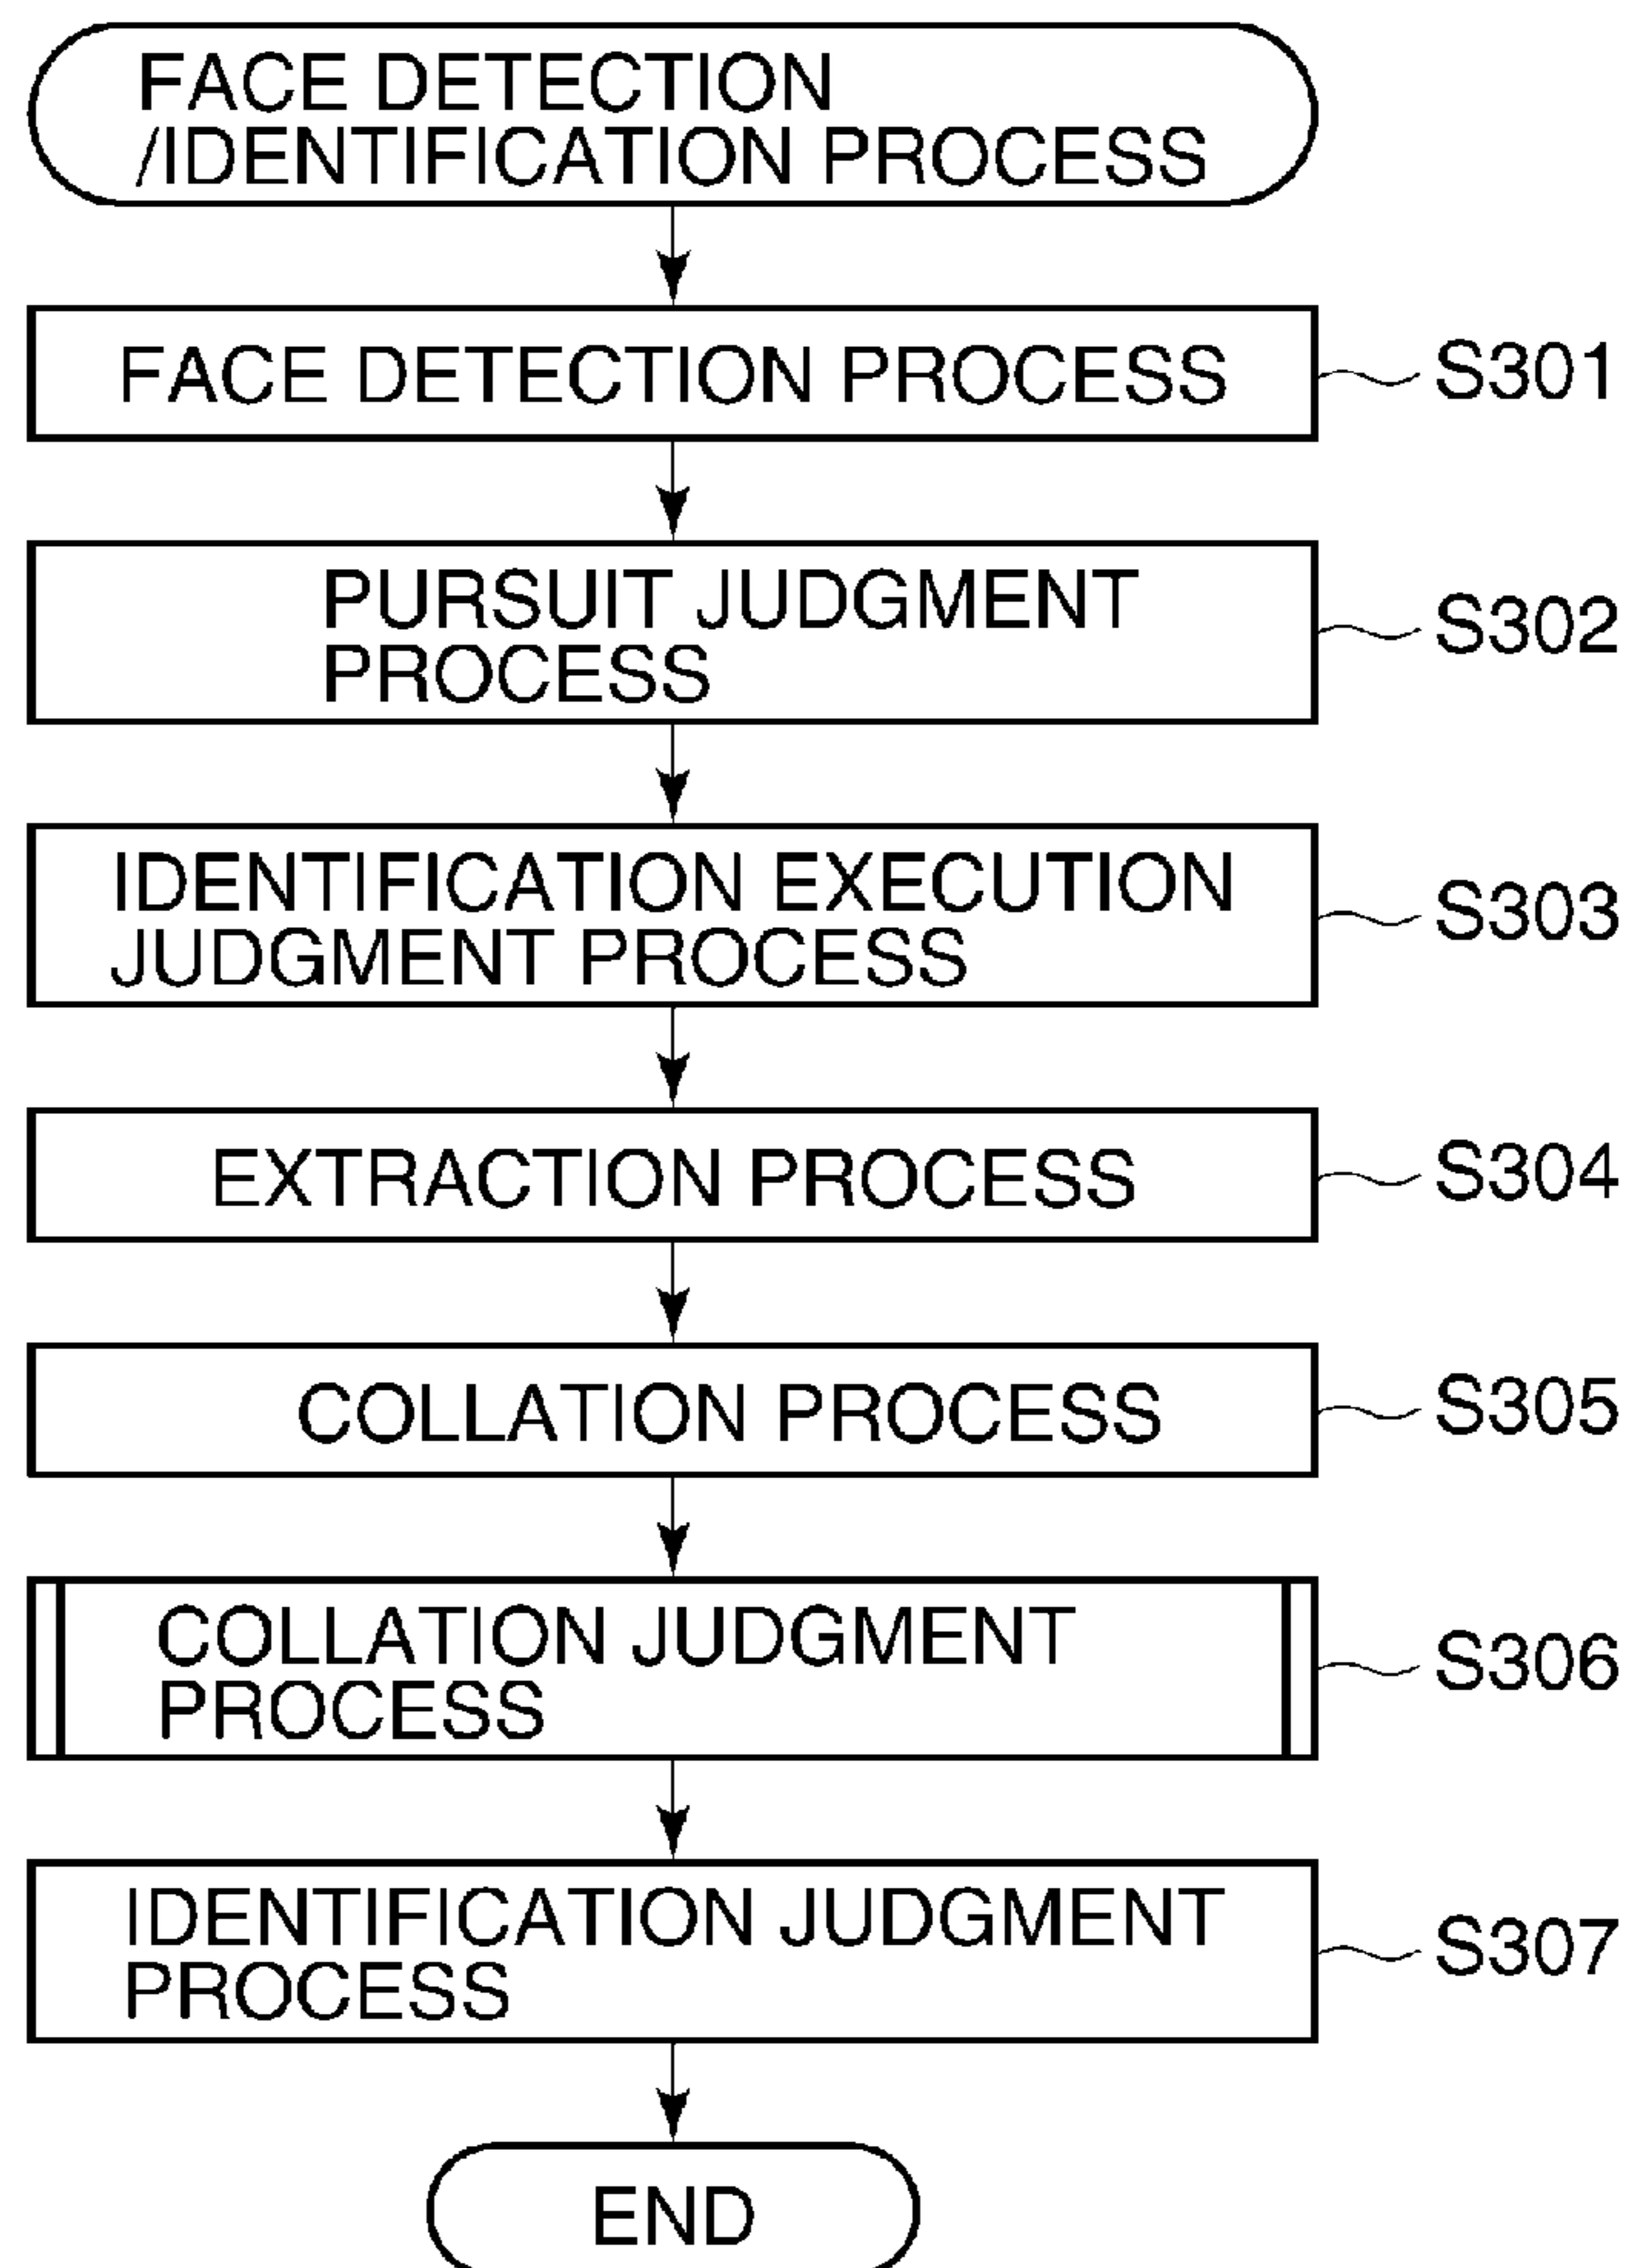 FACE DETECTION
/IDENTIFICATION PROCESS
FACE DETECTION PROCESS
S301
PURSUIT JUDGMENT
PROCESS
S302
IDENTIFICATION EXECUTION
JUDGMENT PROCESS
S303
EXTRACTION PROCESS
S304
COLLATION PROCESS
S305
COLLATION JUDGMENT
PROCESS
S306
IDENTIFICATION JUDGMENT
PROCESS
S307
END